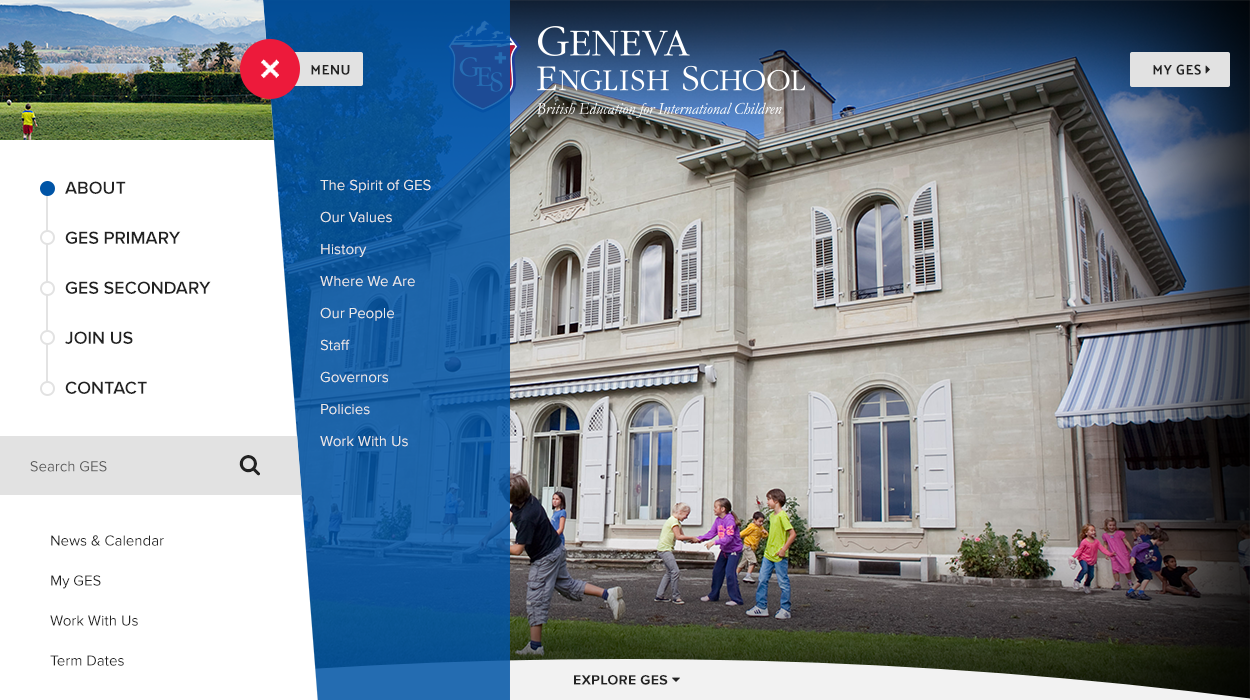 MENU
GES
GENEVA
ENGLISH SCHOOL
British Education for International Children
MY GES
ABOUT
GES PRIMARY
GES SECONDARY
JOIN US
CONTACT
Search GES
News & Calendar
My GES
Work With Us
Term Dates
The Spirit of GES
Our Values
History
Where We Are
Our People
Staff
Governors
Policies
Work With Us
EXPLORE GES